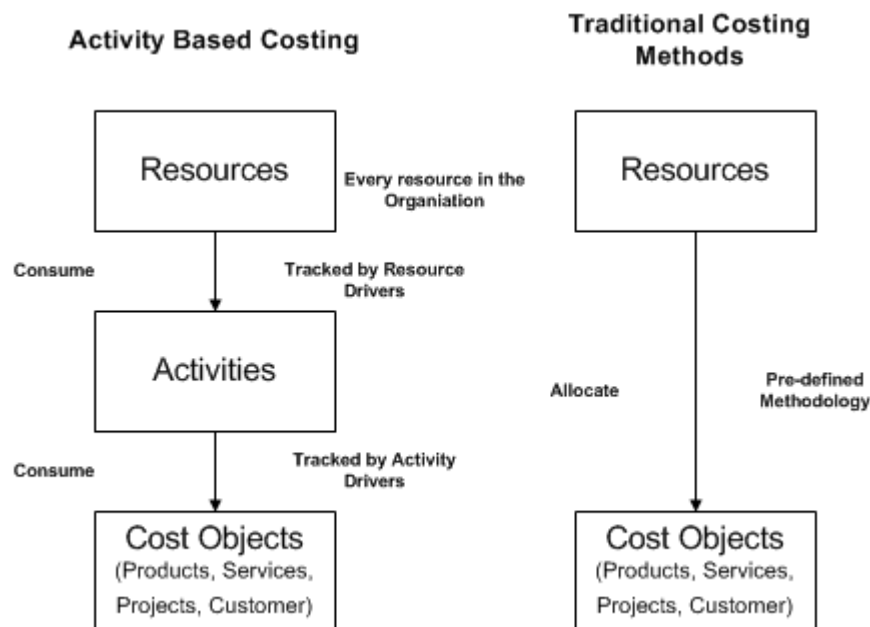 Activity Based Costing
Traditional Costing
Methods
Resources
Every resource in the
Organiation
Consume
Tracked by Resource
Drivers
Activities
Consume
Tracked by Activity
Drivers
Cost Objects
(Products, Services,
Projects, Customer)
Resources
Allocate
Pre-defined
Methodology
Cost Objects
(Products, Services,
Projects, Customer)